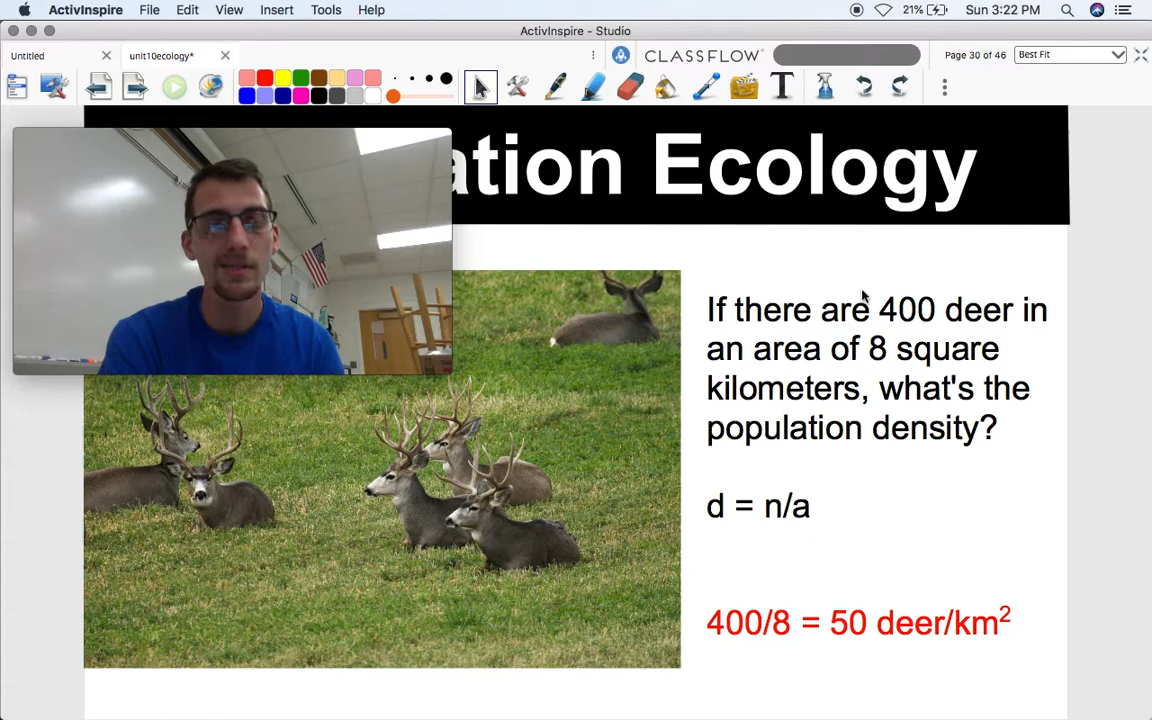 ActivInspire File Edit View Insert Tools Help 21% Sun 3:22 PM
ActivInspire - Studio
Untitled unit10ecology* CLASSFLOW Page 30 of 46 Best Fit
ation Ecology
If there are 400 deer in
an area of 8 square
kilometers, what's the
population density?
d = n/a
400/8 = 50 deer/km²